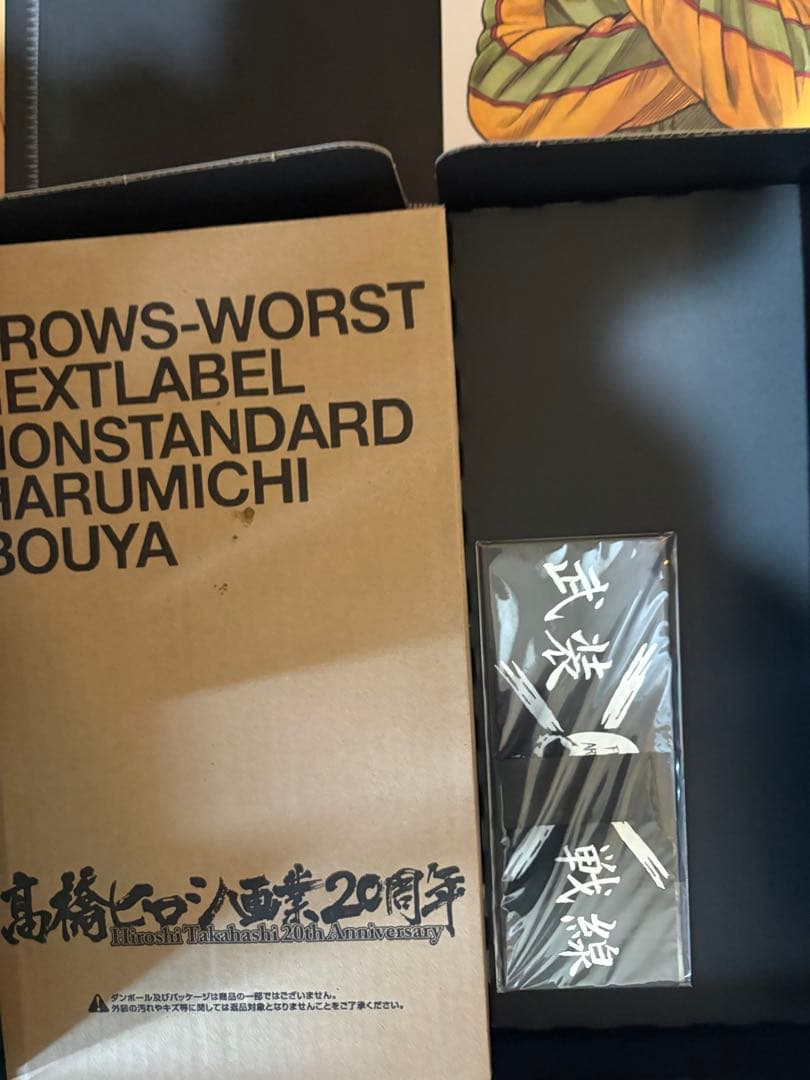 ROWS-WORST
EXTLABEL
ONSTANDARD
HARUMICHI
BOUYA
高橋ヒロシ画業20周年
Hiroshi Takahashi 20th Anniversary
ダンボール及びパッケージは商品の一部ではございません。
外装の汚れやキズ等に関しては返品対象となりませんことをご了承ください。
武装
戦線